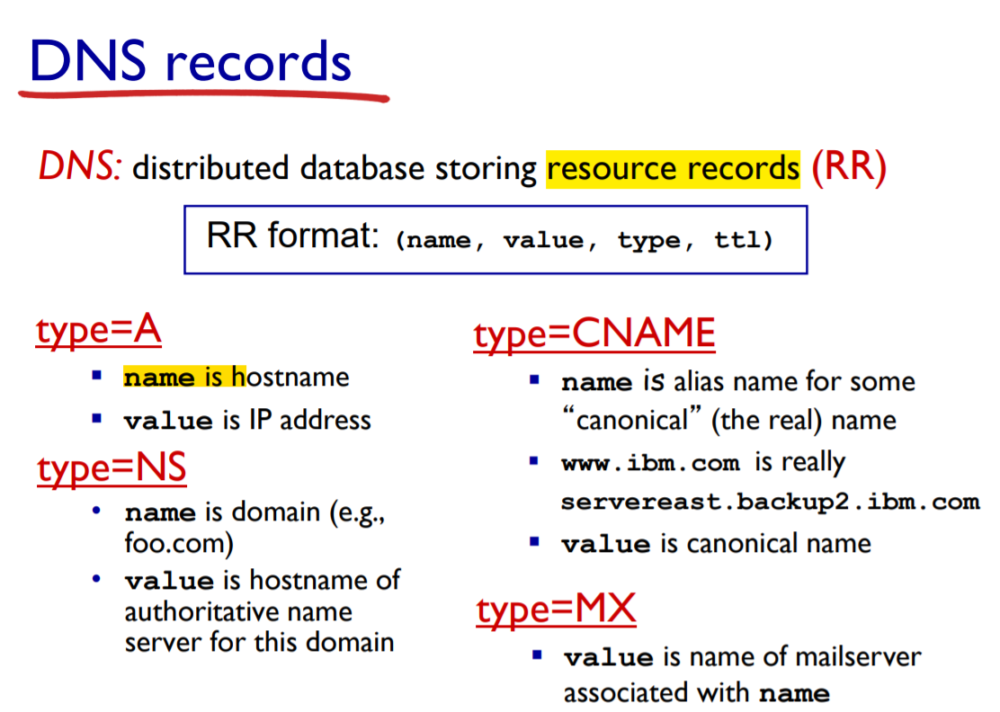 DNS records
DNS: distributed database storing resource records (RR)
RR format: (name, value, type, ttl)
type=A
▪ name is hostname
▪ value is IP address
type=NS
• name is domain (e.g.,
foo.com)
• value is hostname of
authoritative name
server for this domain
type=CNAME
▪ name is alias name for some
“canonical” (the real) name
▪ www.ibm.com is really
servereast.backup2.ibm.com
▪ value is canonical name
type=MX
▪ value is name of mailserver
associated with name